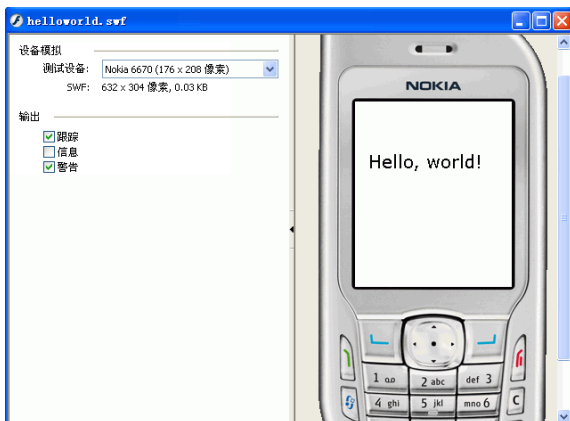 helloworld.swf
设备模拟
测试设备: Nokia 6670 (176 x 208 像素)
SWF: 632 x 304 像素, 0.03 KB
输出
跟踪
信息
警告
NOKIA
Hello, world!
1 oo 2 abc def 3
4 ghi 5 jkl mno 6 C